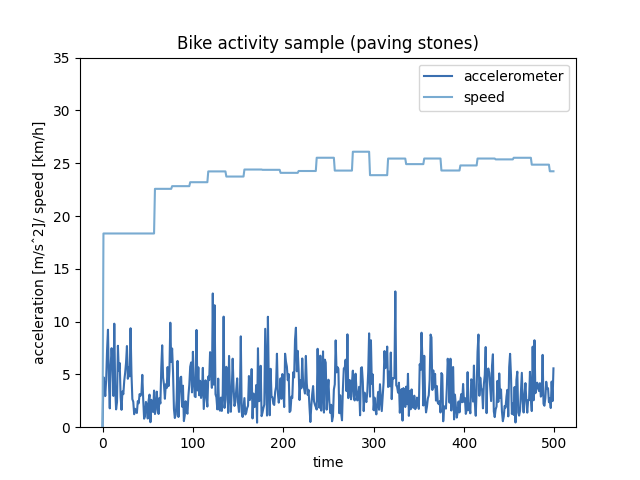 Bike activity sample (paving stones)
accelerometer
speed
35
30
25
20
15
10
5
0
acceleration [m/sˆ2]/ speed [km/h]
0 100 200 300 400 500
time